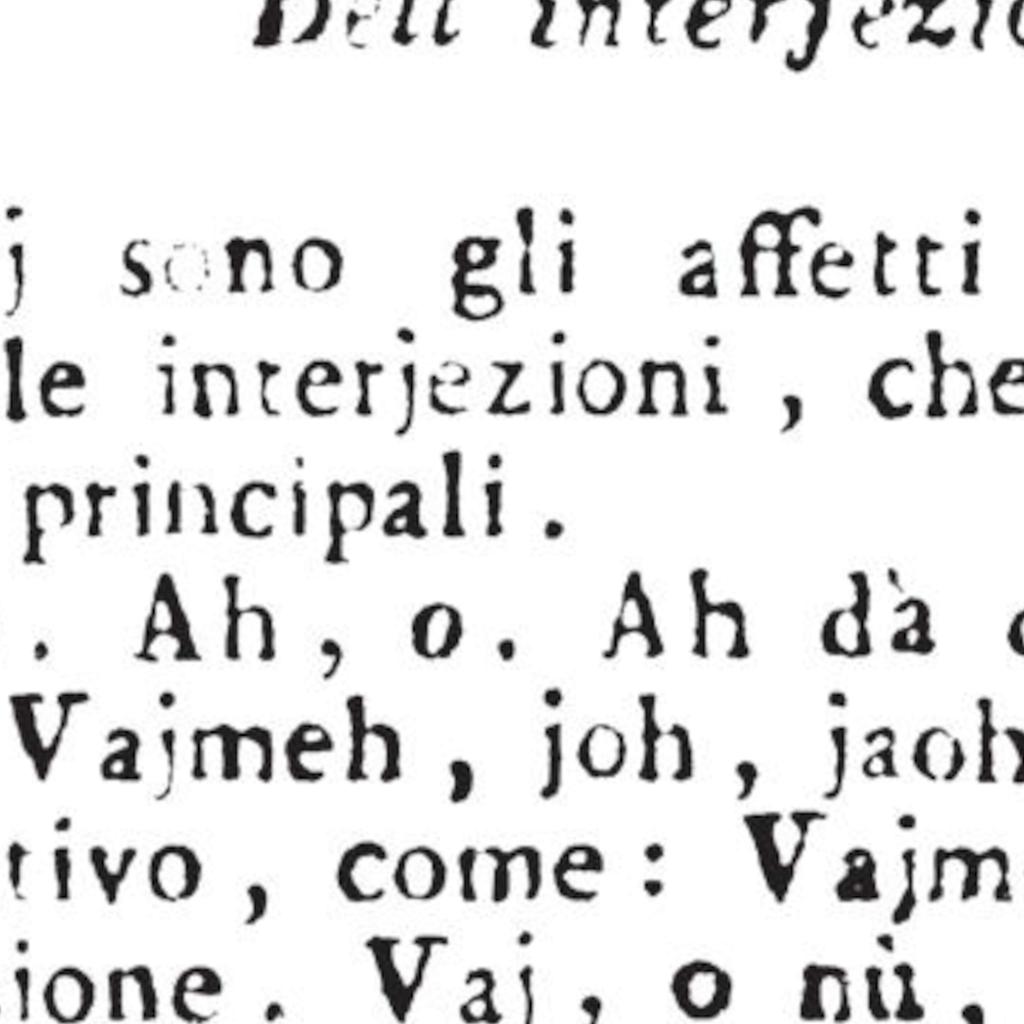 Dell' interjezio
j sono gli affetti
le interjezioni, che
principali.
. Ah, o. Ah dà
Vajmeh, joh, jaoh
tivo, come: Vajm
ione. Vaj, o nù,